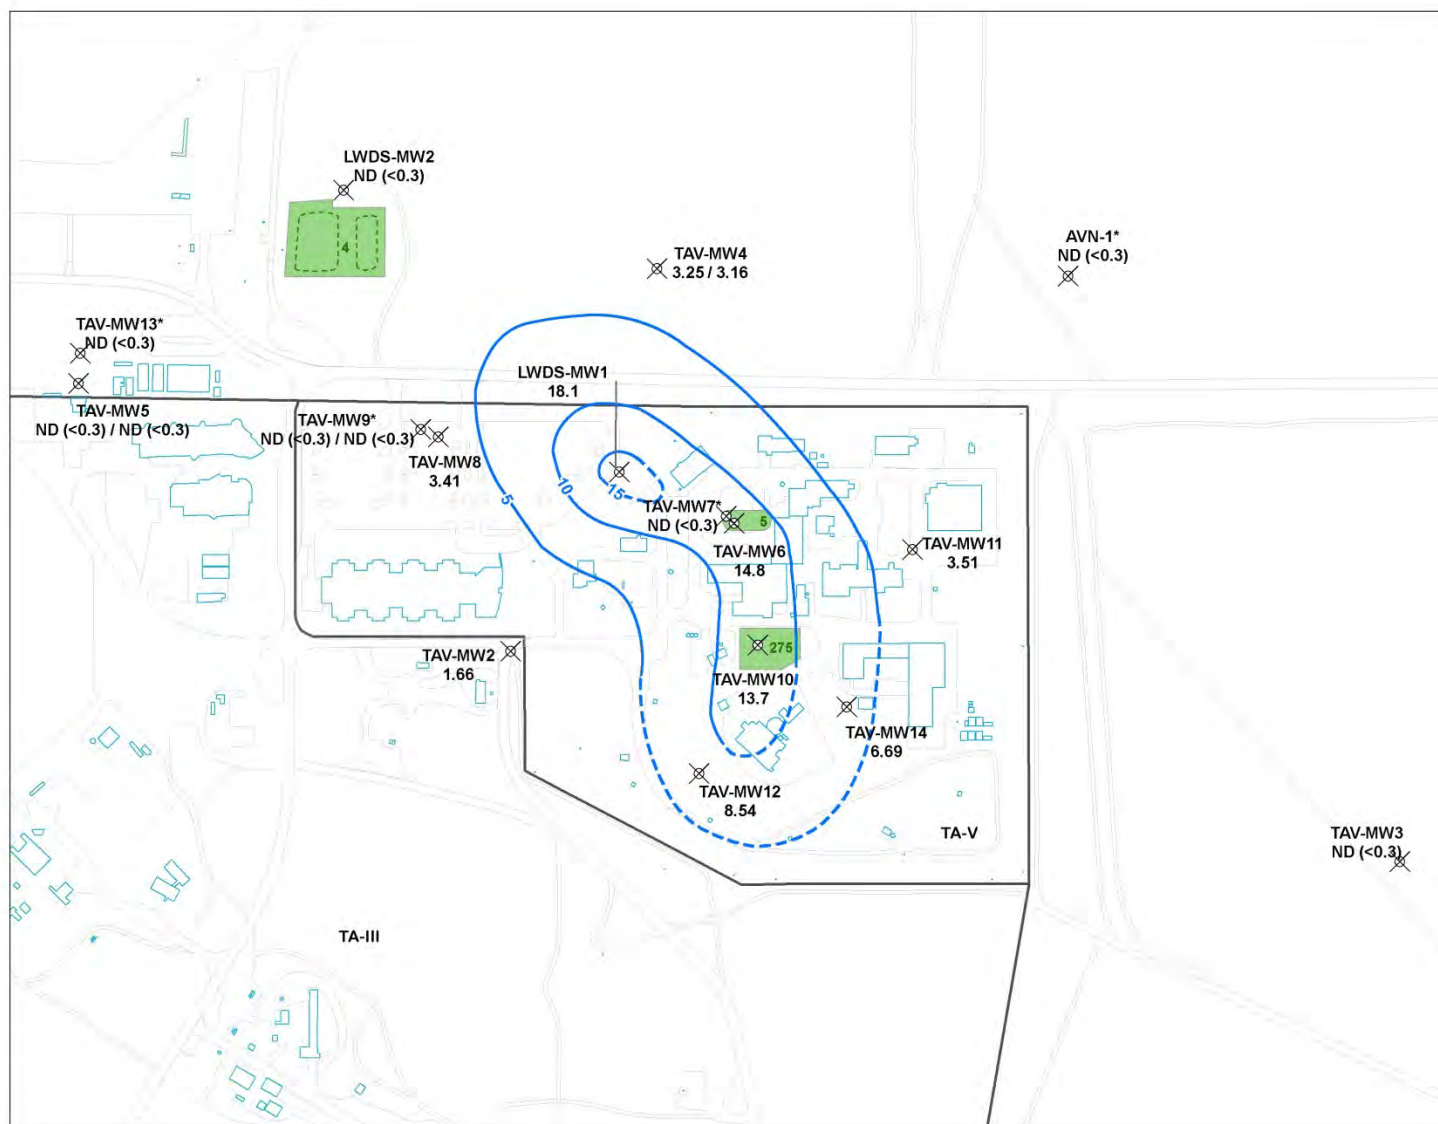 LWDS-MW2
ND (<0.3)
4
TAV-MW4
3.25 / 3.16
AVN-1*
ND (<0.3)
TAV-MW13*
ND (<0.3)
TAV-MW5
ND (<0.3) / ND (<0.3)
LWDS-MW1
18.1
TAV-MW9*
ND (<0.3) / ND (<0.3)
TAV-MW8
3.41
5
10
15
TAV-MW7*
ND (<0.3)
5
TAV-MW6
14.8
TAV-MW11
3.51
TAV-MW2
1.66
275
TAV-MW10
13.7
TAV-MW14
6.69
TAV-MW12
8.54
TA-V
TAV-MW3
ND (<0.3)
TA-III